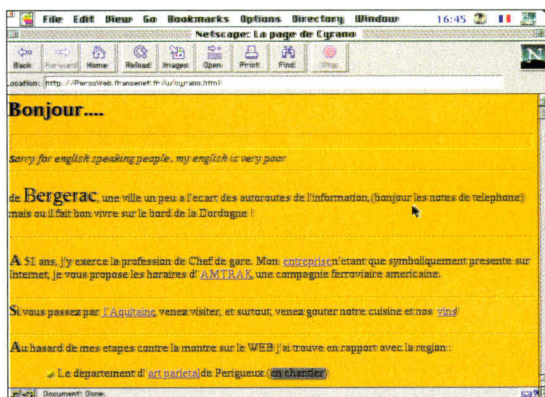 File Edit View Go Bookmarks Options Directory Window 16:45
Netscape: La page de Cyrano
Back Forward Home Reload Images Open Print Find Stop
Location: http://PersoWeb.francenet.fr/u/cyrano.html
Bonjour....
Sorry for english speaking people, my english is very poor
de Bergerac, une ville un peu a l'ecart des autoroutes de l'information, (bonjour les notes de telephone)
mais ou il fait bon vivre sur le bord de la Dordogne !
A 51 ans, j'y exerce la profession de Chef de gare. Mon entreprise n'etant que symboliquement presente sur
Internet, je vous propose les horaires d' AMTRAK, une compagnie ferroviaire americaine.
Si vous passez par l'Aquitaine, venez visiter, et surtout, venez gouter notre cuisine et nos vins!
Au hasard de mes etapes contre la montre sur le WEB j'ai trouve en rapport avec la region :
Le departement d' art parietal de Perigueux (en chantier)
Document: Done.